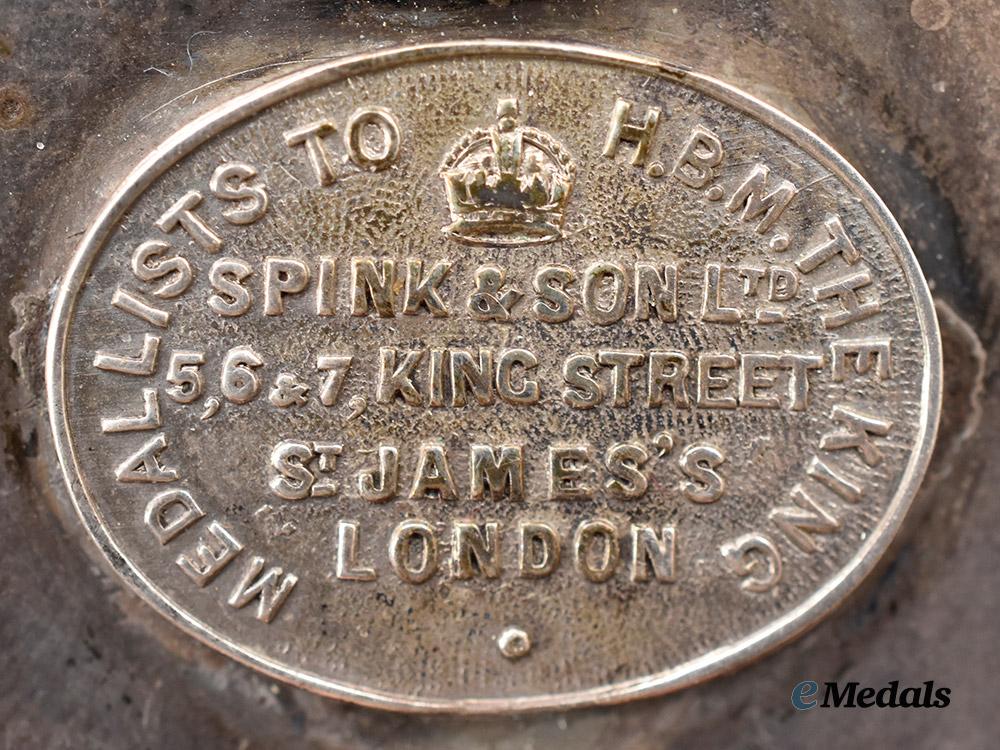 MEDALLISTS TO H.B.M. THE KING
SPINK & SON LTD
5, 6 & 7, KING STREET
ST JAMES'S
LONDON
eMedals